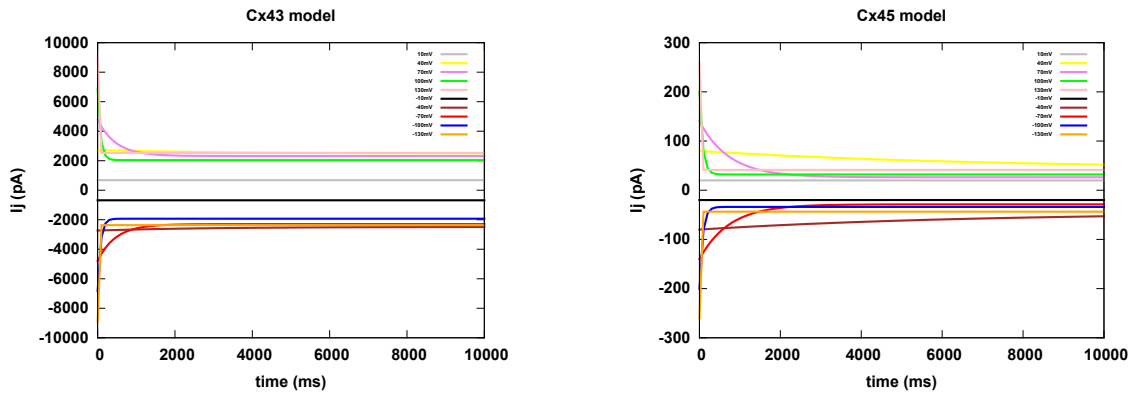 Cx43 model
Ij (pA)
10000
8000
6000
4000
2000
0
-2000
-4000
-6000
-8000
-10000
0 2000 4000 6000 8000 10000
time (ms)
10mV
40mV
70mV
100mV
130mV
-10mV
-40mV
-70mV
-100mV
-130mV
Cx45 model
Ij (pA)
300
200
100
0
-100
-200
-300
0 2000 4000 6000 8000 10000
time (ms)
10mV
40mV
70mV
100mV
130mV
-10mV
-40mV
-70mV
-100mV
-130mV